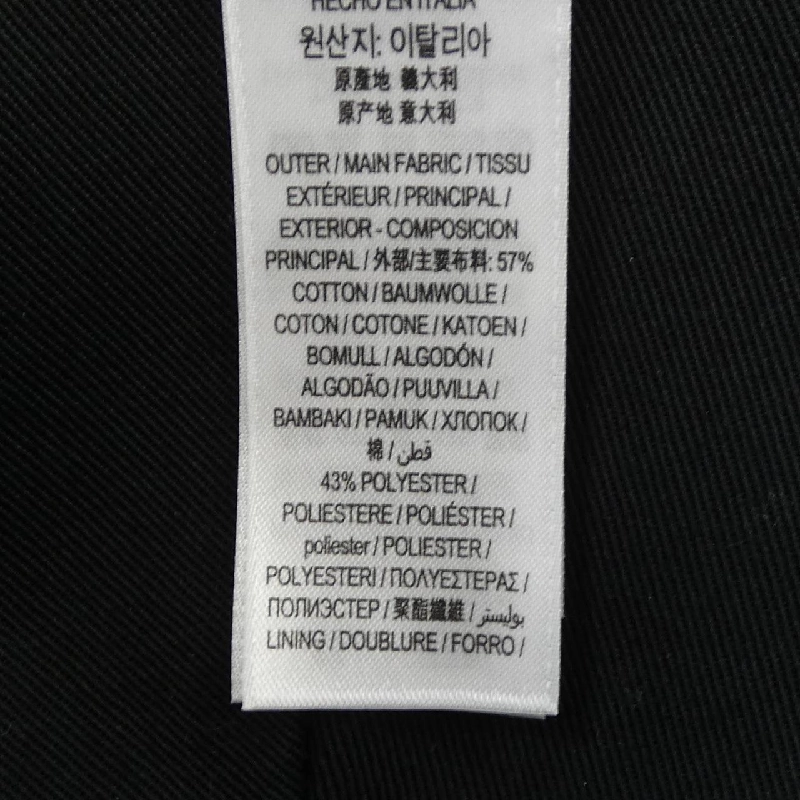 HECHO EN ITALIA
원산지: 이탈리아
原產地 義大利
原产地 意大利
OUTER / MAIN FABRIC / TISSU
EXTÉRIEUR / PRINCIPAL /
EXTERIOR - COMPOSICION
PRINCIPAL / 外部/主要布料: 57%
COTTON / BAUMWOLLE /
COTON / COTONE / KATOEN /
BOMULL / ALGODÓN /
ALGODÃO / PUUVILLA /
BAMBAKI / PAMUK / ХЛОПОК /
棉 / قطن
43% POLYESTER /
POLIESTERE / POLIÉSTER /
poliester / POLIESTER /
POLYESTERI / ΠΟΛΥΕΣΤΕΡΑΣ /
ПОЛИЭСТЕР / 聚酯纖維 / بوليستر
LINING / DOUBLURE / FORRO /